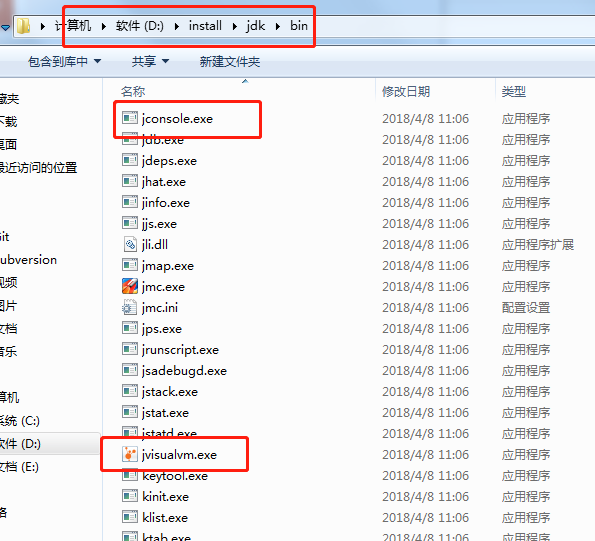 计算机 软件 (D:) install jdk bin
包含到库中 共享 新建文件夹
名称 修改日期 类型
藏夹
下载
桌面
最近访问的位置
ubversion
视频
图片
文档
音乐
算机
系统 (C:)
软件 (D:)
文档 (E:)
络
jconsole.exe 2018/4/8 11:06 应用程序
jdb.exe 2018/4/8 11:06 应用程序
jdeps.exe 2018/4/8 11:06 应用程序
jhat.exe 2018/4/8 11:06 应用程序
jinfo.exe 2018/4/8 11:06 应用程序
jjs.exe 2018/4/8 11:06 应用程序
jli.dll 2018/4/8 11:06 应用程序扩展
jmap.exe 2018/4/8 11:06 应用程序
jmc.exe 2018/4/8 11:06 应用程序
jmc.ini 2018/4/8 11:06 配置设置
jps.exe 2018/4/8 11:06 应用程序
jrunscript.exe 2018/4/8 11:06 应用程序
jsadebugd.exe 2018/4/8 11:06 应用程序
jstack.exe 2018/4/8 11:06 应用程序
jstat.exe 2018/4/8 11:06 应用程序
jstatd.exe 2018/4/8 11:06 应用程序
jvisualvm.exe 2018/4/8 11:06 应用程序
keytool.exe 2018/4/8 11:06 应用程序
kinit.exe 2018/4/8 11:06 应用程序
klist.exe 2018/4/8 11:06 应用程序
ktab.exe 2018/4/8 11:06 应用程序